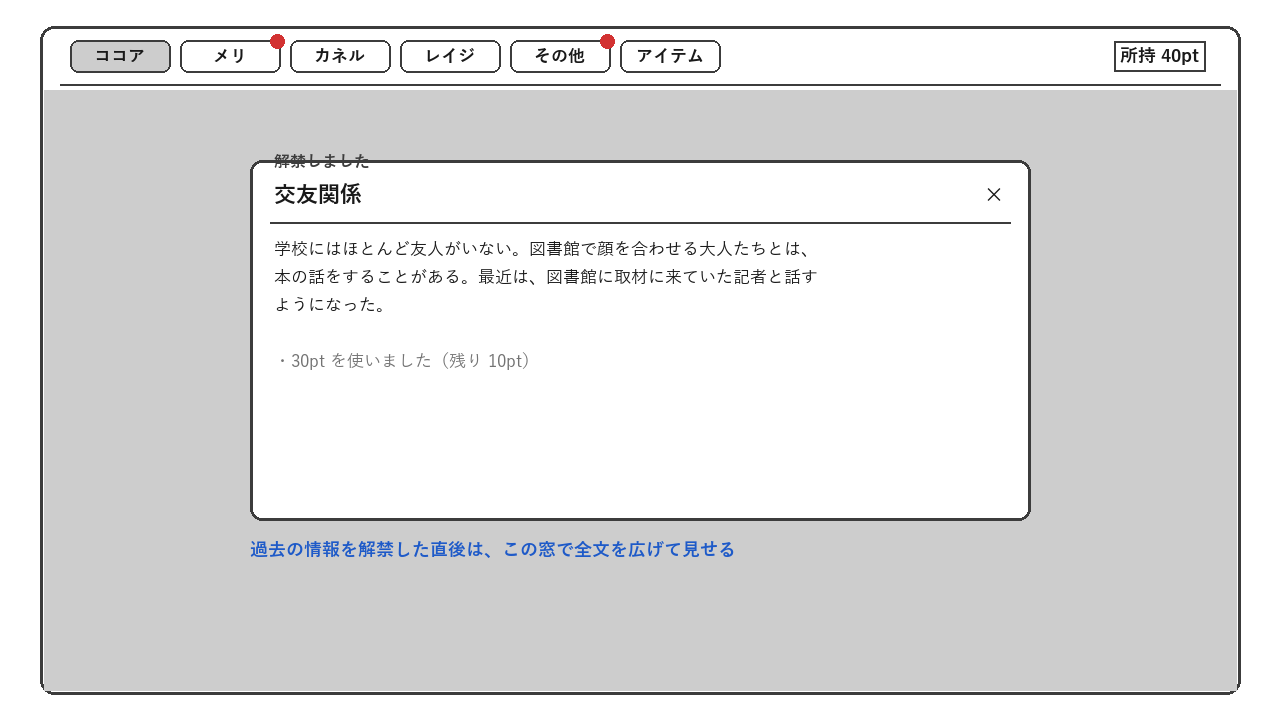 ココア メリ カネル レイジ その他 アイテム 所持 40pt
解禁しました
交友関係 ×
学校にはほとんど友人がいない。図書館で顔を合わせる大人たちとは、
本の話をすることがある。最近は、図書館に取材に来ていた記者と話す
ようになった。
・30pt を使いました（残り 10pt）
過去の情報を解禁した直後は、この窓で全文を広げて見せる